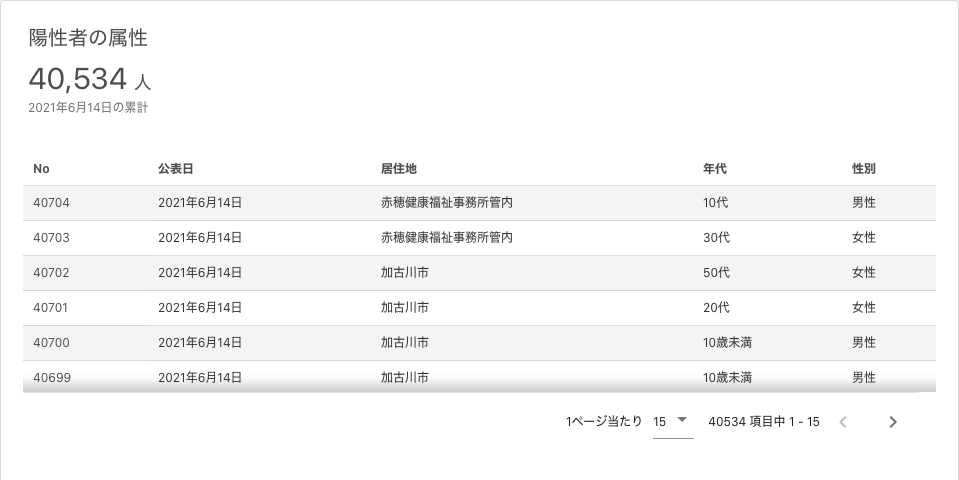 陽性者の属性
40,534 人
2021年6月14日の累計
No 公表日 居住地 年代 性別
40704 2021年6月14日 赤穂健康福祉事務所管内 10代 男性
40703 2021年6月14日 赤穂健康福祉事務所管内 30代 女性
40702 2021年6月14日 加古川市 50代 女性
40701 2021年6月14日 加古川市 20代 女性
40700 2021年6月14日 加古川市 10歳未満 男性
40699 2021年6月14日 加古川市 10歳未満 男性
1ページ当たり 15 40534 項目中 1 - 15